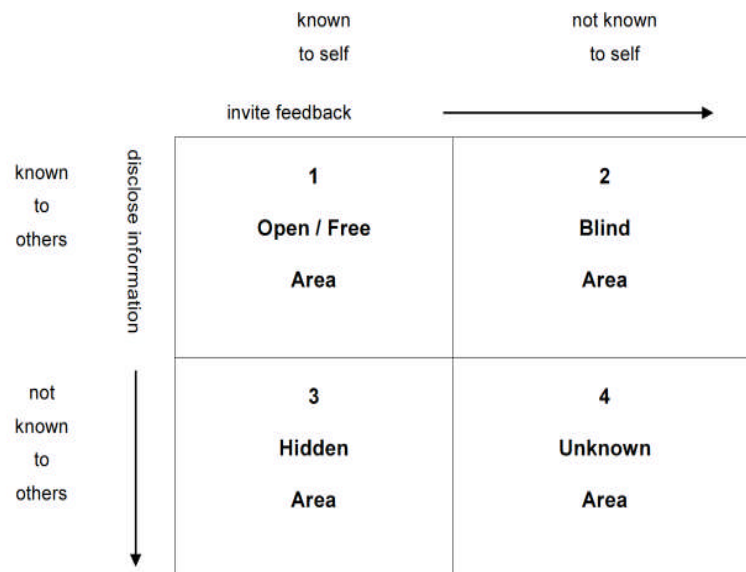 known
to self
not known
to self
invite feedback
disclose information
known
to
others
1
Open / Free
Area
2
Blind
Area
not
known
to
others
3
Hidden
Area
4
Unknown
Area